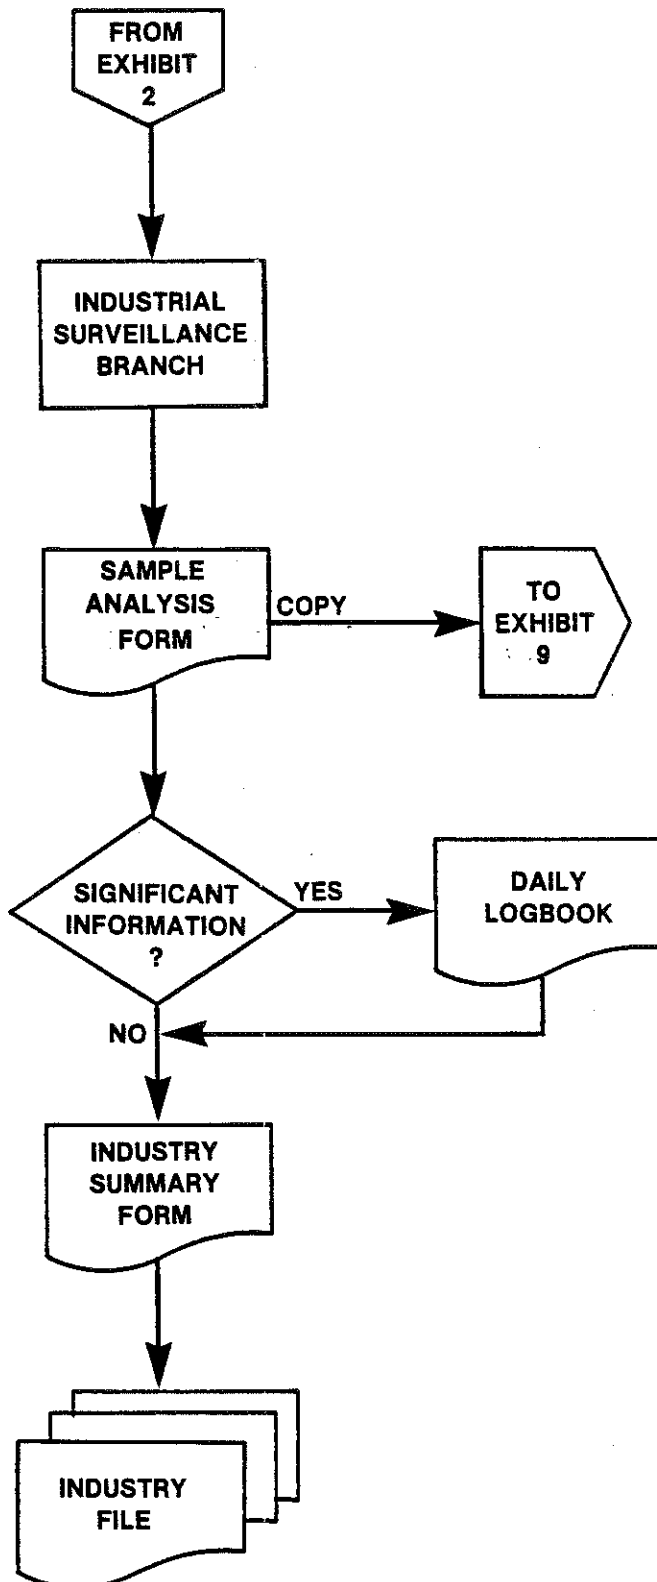 FROM
EXHIBIT
2
INDUSTRIAL
SURVEILLANCE
BRANCH
SAMPLE
ANALYSIS
FORM
COPY
TO
EXHIBIT
9
SIGNIFICANT
INFORMATION
?
YES
DAILY
LOGBOOK
NO
INDUSTRY
SUMMARY
FORM
INDUSTRY
FILE